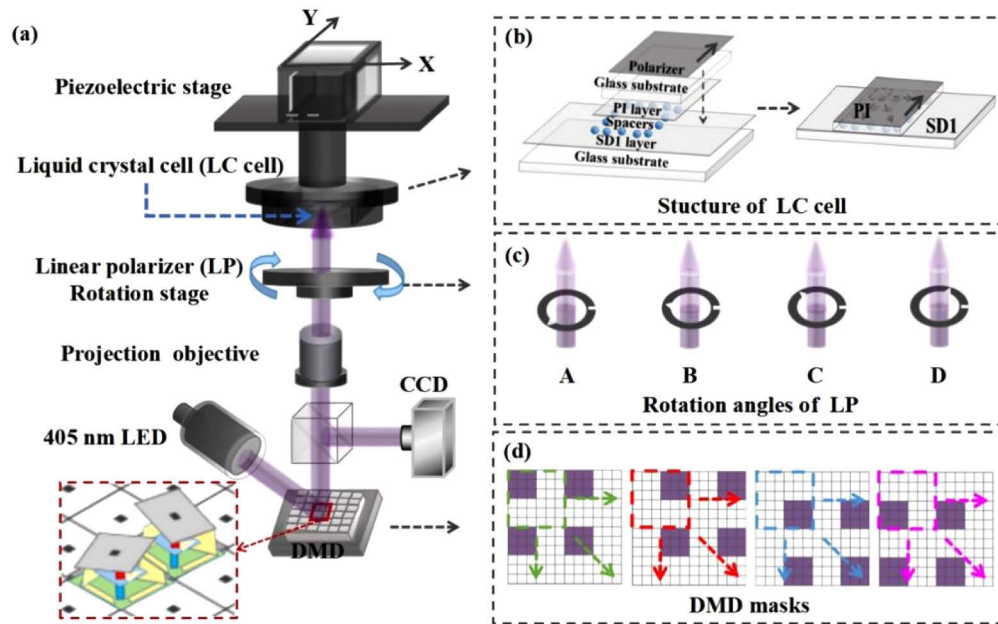 (a)
Y
X
Piezoelectric stage
Liquid crystal cell (LC cell)
Linear polarizer (LP)
Rotation stage
Projection objective
CCD
405 nm LED
DMD
(b)
Polarizer
Glass substrate
PI layer
Spacers
SD1 layer
Glass substrate
PI
SD1
Stucture of LC cell
(c)
A B C D
Rotation angles of LP
(d)
DMD masks